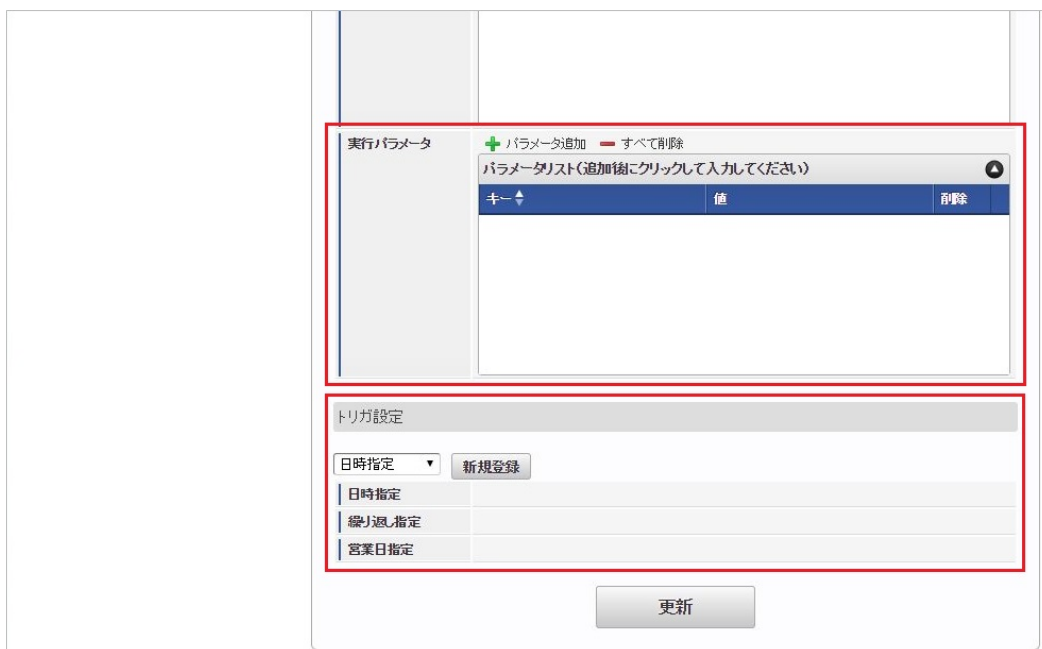 実行パラメータ
パラメータ追加 すべて削除
パラメータリスト(追加後にクリックして入力してください)
キー 値 削除
トリガ設定
日時指定 新規登録
日時指定
繰り返し指定
営業日指定
更新